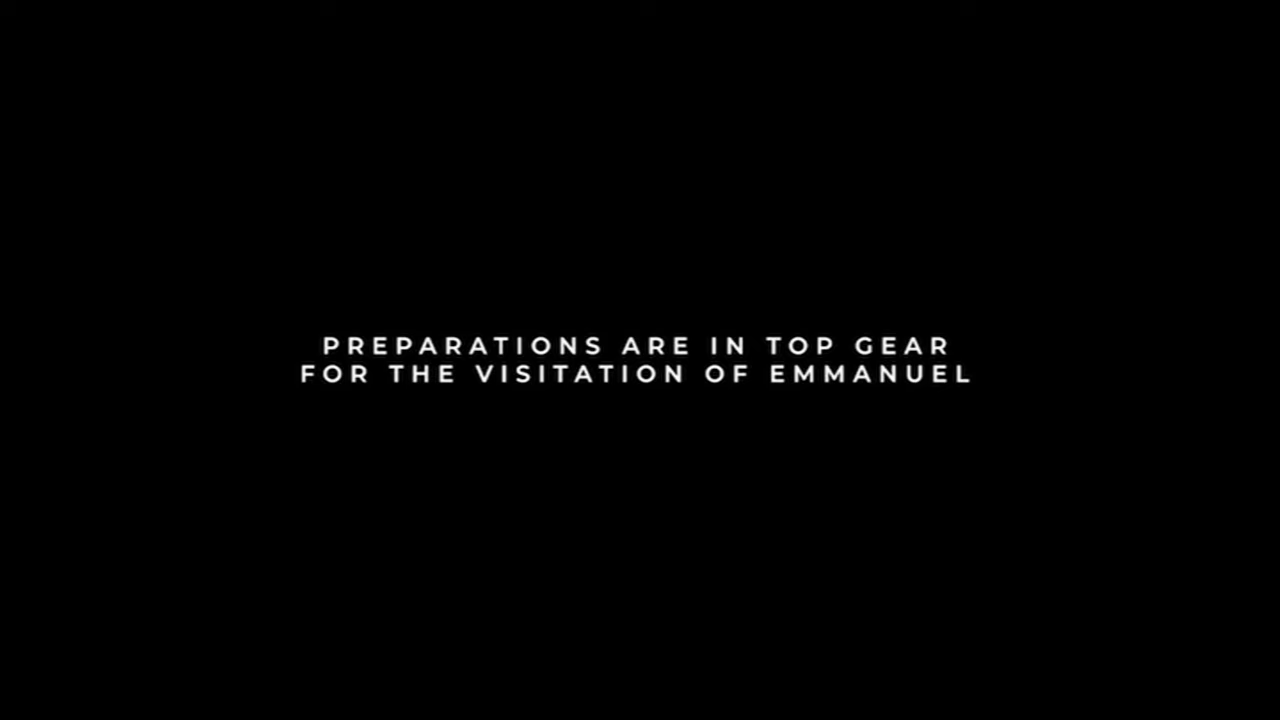 PREPARATIONS ARE IN TOP GEAR
FOR THE VISITATION OF EMMANUEL